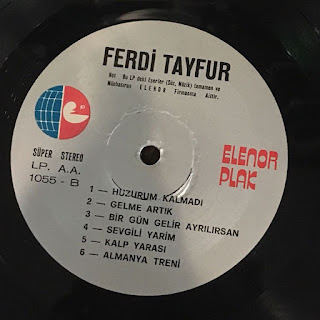 FERDİ TAYFUR
Not Bu LP deki Eserler (Söz, Müzik) tamamen ve
Münhasıran ELENOR Firmasına Aittir.
SÜPER STEREO
LP. A.A.
1055 - B
ELENOR
PLAK
1 — HUZURUM KALMADI
2 — GELME ARTIK
3 — BİR GÜN GELİR AYRILIRSAN
4 — SEVGİLİ YARİM
5 — KALP YARASI
6 — ALMANYA TRENİ